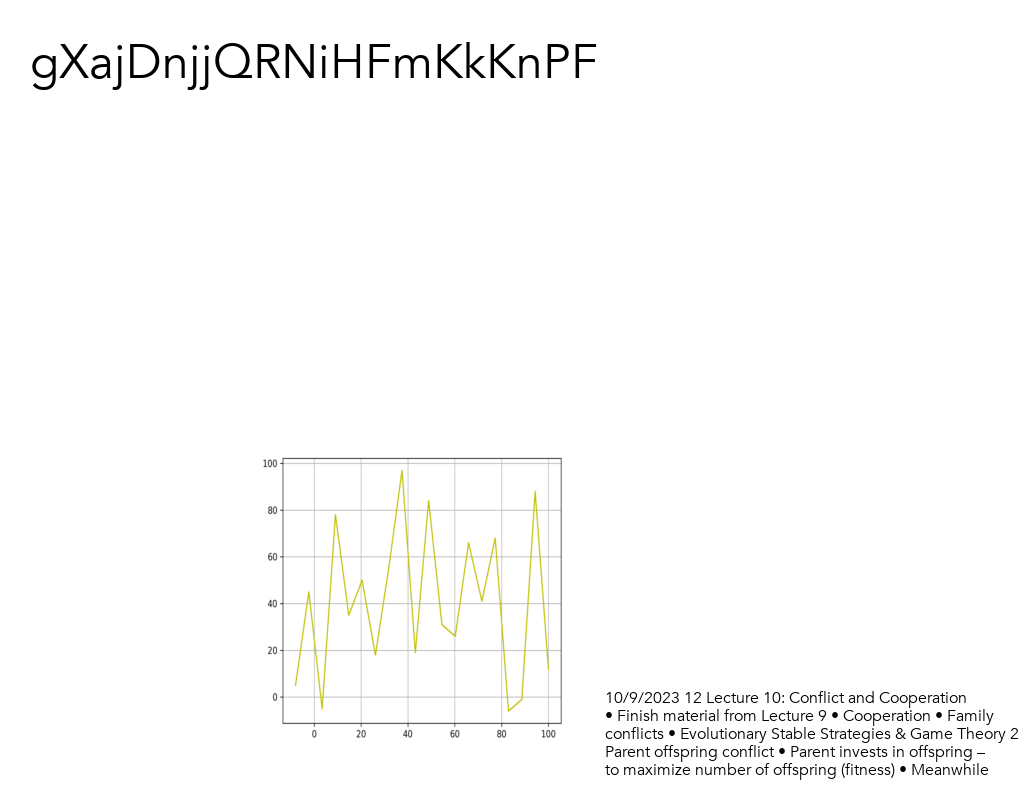 gXajDnjjQRNiHFmKkKnPF
100
80
60
40
20
0
0 20 40 60 80 100
10/9/2023 12 Lecture 10: Conflict and Cooperation
• Finish material from Lecture 9 • Cooperation • Family
conflicts • Evolutionary Stable Strategies & Game Theory 2
Parent offspring conflict • Parent invests in offspring –
to maximize number of offspring (fitness) • Meanwhile